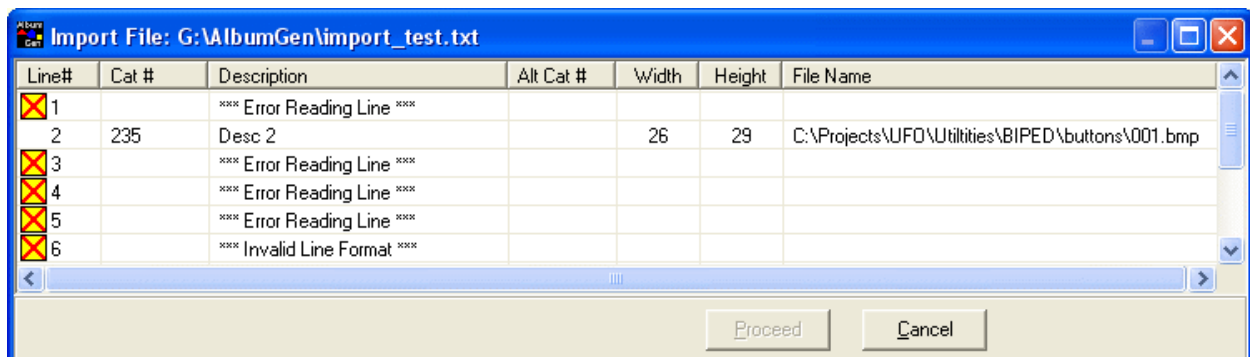 Album Gen Import File: G:\AlbumGen\import_test.txt
Line# Cat # Description Alt Cat # Width Height File Name
1 *** Error Reading Line ***
2 235 Desc 2 26 29 C:\Projects\UFO\Utiltities\BIPED\buttons\001.bmp
3 *** Error Reading Line ***
4 *** Error Reading Line ***
5 *** Error Reading Line ***
6 *** Invalid Line Format ***
Proceed Cancel